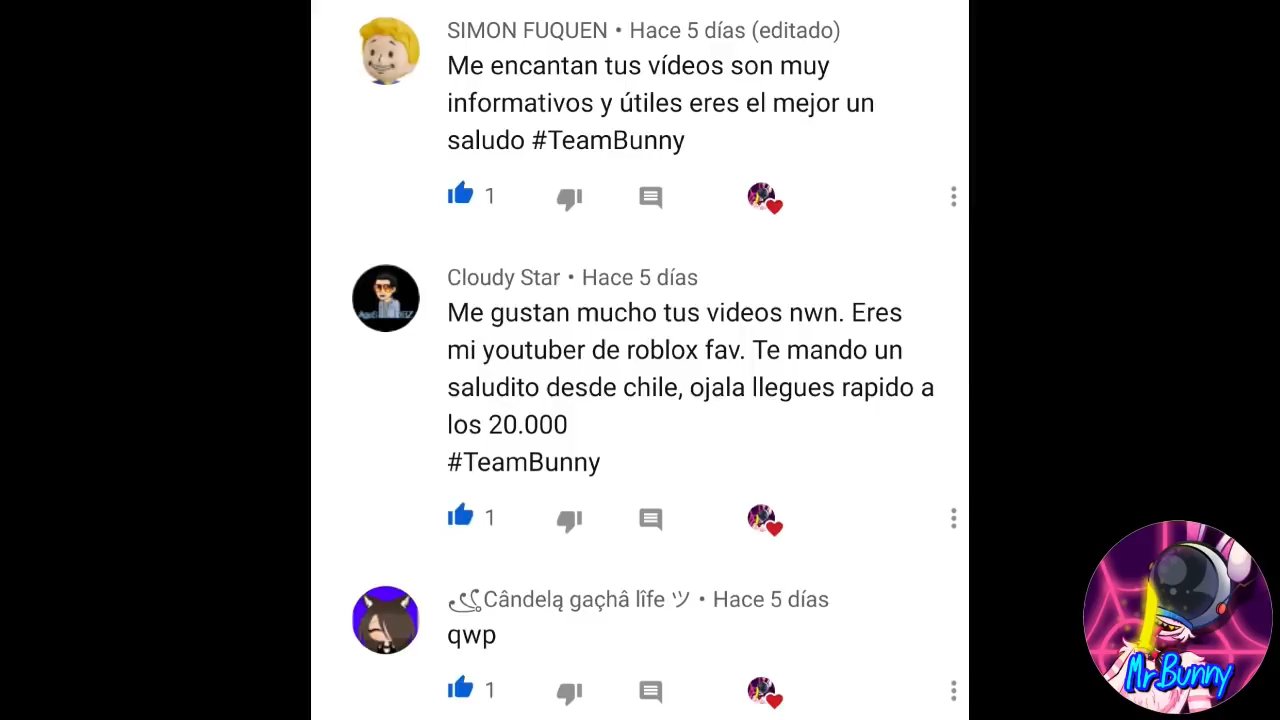 SIMON FUQUEN • Hace 5 días (editado)
Me encantan tus vídeos son muy
informativos y útiles eres el mejor un
saludo #TeamBunny
1
Cloudy Star • Hace 5 días
Me gustan mucho tus videos nwn. Eres
mi youtuber de roblox fav. Te mando un
saludito desde chile, ojala llegues rapido a
los 20.000
#TeamBunny
1
Cândelą gaçhâ lîfe ツ • Hace 5 días
qwp
1
MrBunny